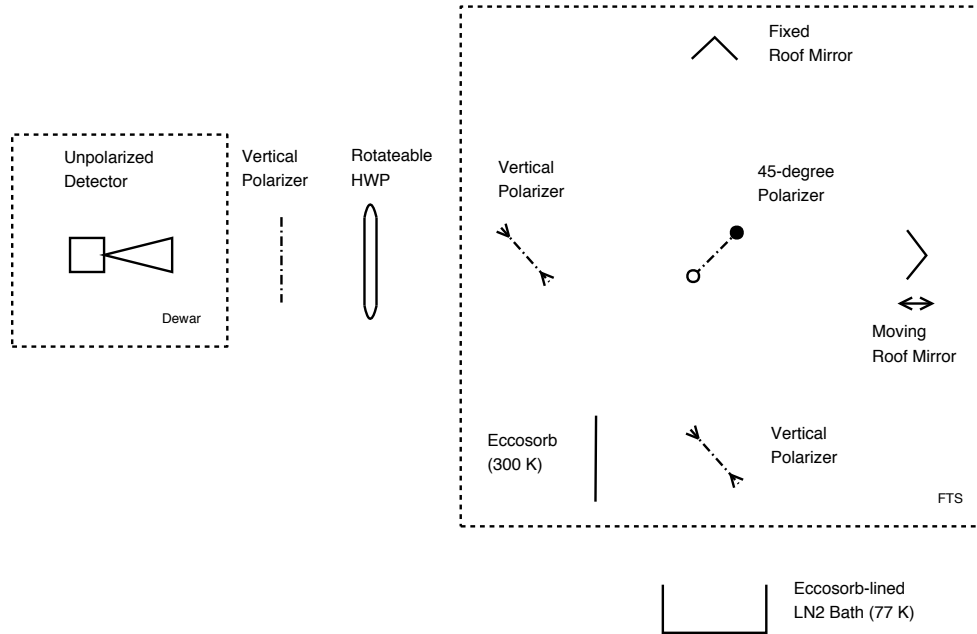 Fixed
Roof Mirror
Unpolarized
Detector
Vertical
Polarizer
Rotateable
HWP
Vertical
Polarizer
45-degree
Polarizer
Dewar
Moving
Roof Mirror
Eccosorb
(300 K)
Vertical
Polarizer
FTS
Eccosorb-lined
LN2 Bath (77 K)